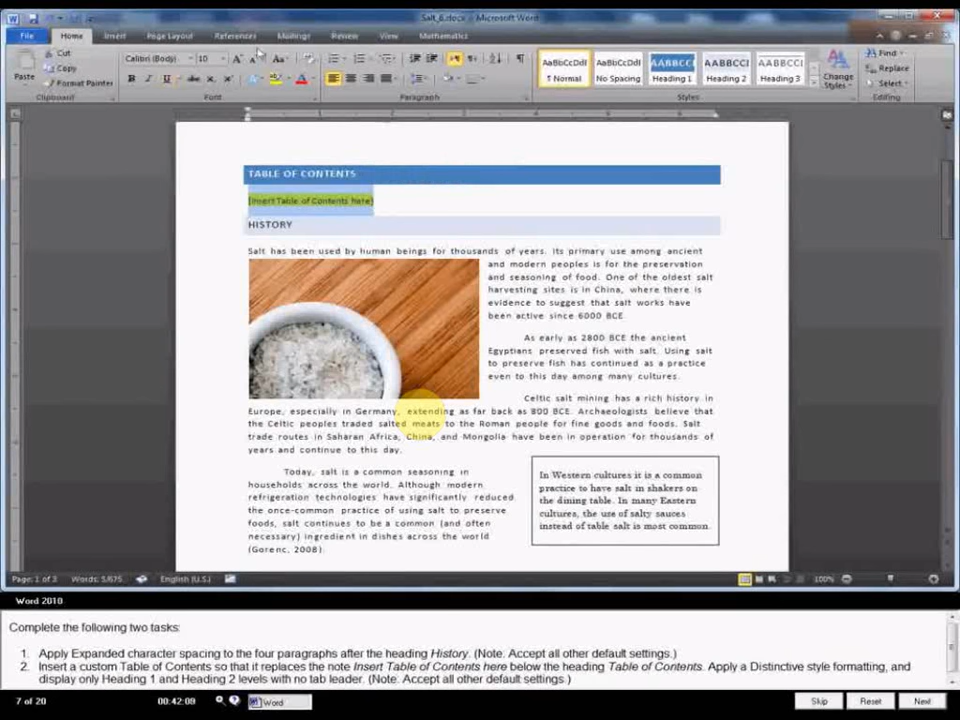 Salt_6.docx - Microsoft Word
File Home Insert Page Layout References Mailings Review View Mathematics
Paste
Cut
Copy
Format Painter
Clipboard
Calibri (Body) 10
Font
Paragraph
AaBbCcDdI AaBbCcDdI AABBCCI AABBCCDI AABBCCDI
¶ Normal No Spacing Heading 1 Heading 2 Heading 3
Change Styles
Styles
Find
Replace
Select
Editing
TABLE OF CONTENTS
(Insert Table of Contents here)
HISTORY
Salt has been used by human beings for thousands of years. Its primary use among ancient
and modern peoples is for the preservation
and seasoning of food. One of the oldest salt
harvesting sites is in China, where there is
evidence to suggest that salt works have
been active since 6000 BCE.
As early as 2800 BCE the ancient
Egyptians preserved fish with salt. Using salt
to preserve fish has continued as a practice
even to this day among many cultures.
Celtic salt mining has a rich history in
Europe, especially in Germany, extending as far back as 800 BCE. Archaeologists believe that
the Celtic peoples traded salted meats to the Roman people for fine goods and foods. Salt
trade routes in Saharan Africa, China, and Mongolia have been in operation for thousands of
years and continue to this day.
Today, salt is a common seasoning in
households across the world. Although modern
refrigeration technologies have significantly reduced
the once-common practice of using salt to preserve
foods, salt continues to be a common (and often
necessary) ingredient in dishes across the world
(Gorenc, 2008).
In Western cultures it is a common
practice to have salt in shakers on
the dining table. In many Eastern
cultures, the use of salty sauces
instead of table salt is most common.
Page: 1 of 3 Words: 5/675 English (U.S.) 100%
Word 2010
Complete the following two tasks:
1. Apply Expanded character spacing to the four paragraphs after the heading History. (Note: Accept all other default settings.)
2. Insert a custom Table of Contents so that it replaces the note Insert Table of Contents here below the heading Table of Contents. Apply a Distinctive style formatting, and
display only Heading 1 and Heading 2 levels with no tab leader. (Note: Accept all other default settings.)
7 of 20 00:42:09 Word Skip Reset Next